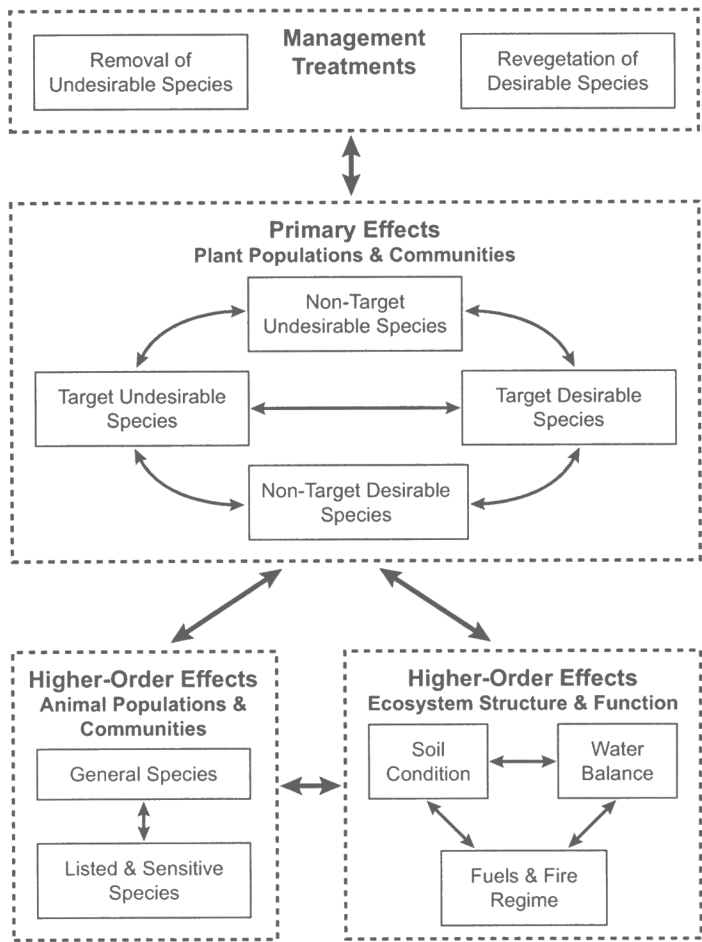 Management
Treatments
Removal of
Undesirable Species
Revegetation of
Desirable Species
Primary Effects
Plant Populations & Communities
Non-Target
Undesirable Species
Target Undesirable
Species
Target Desirable
Species
Non-Target Desirable
Species
Higher-Order Effects
Animal Populations &
Communities
General Species
Listed & Sensitive
Species
Higher-Order Effects
Ecosystem Structure & Function
Soil
Condition
Water
Balance
Fuels & Fire
Regime